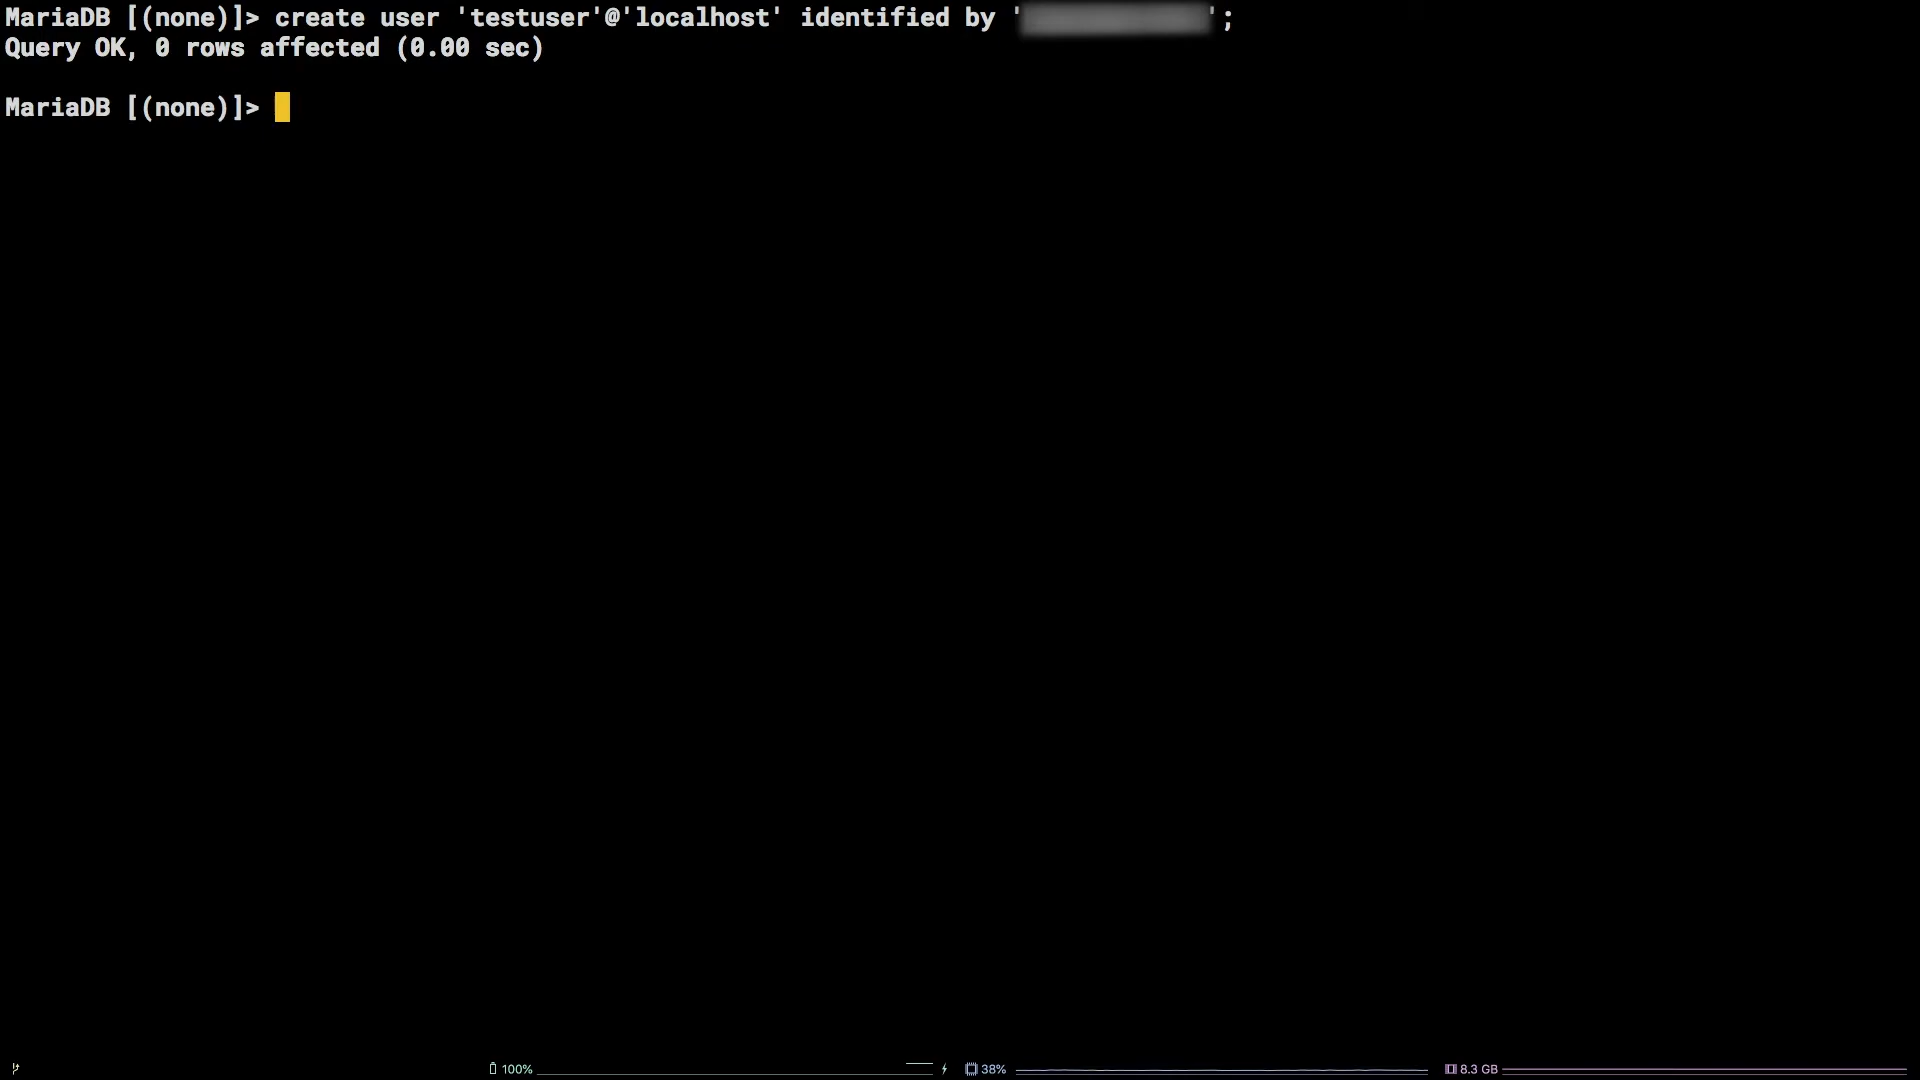 MariaDB [(none)]> create user 'testuser'@'localhost' identified by '';
Query OK, 0 rows affected (0.00 sec)
MariaDB [(none)]>
100% 38% 8.3 GB